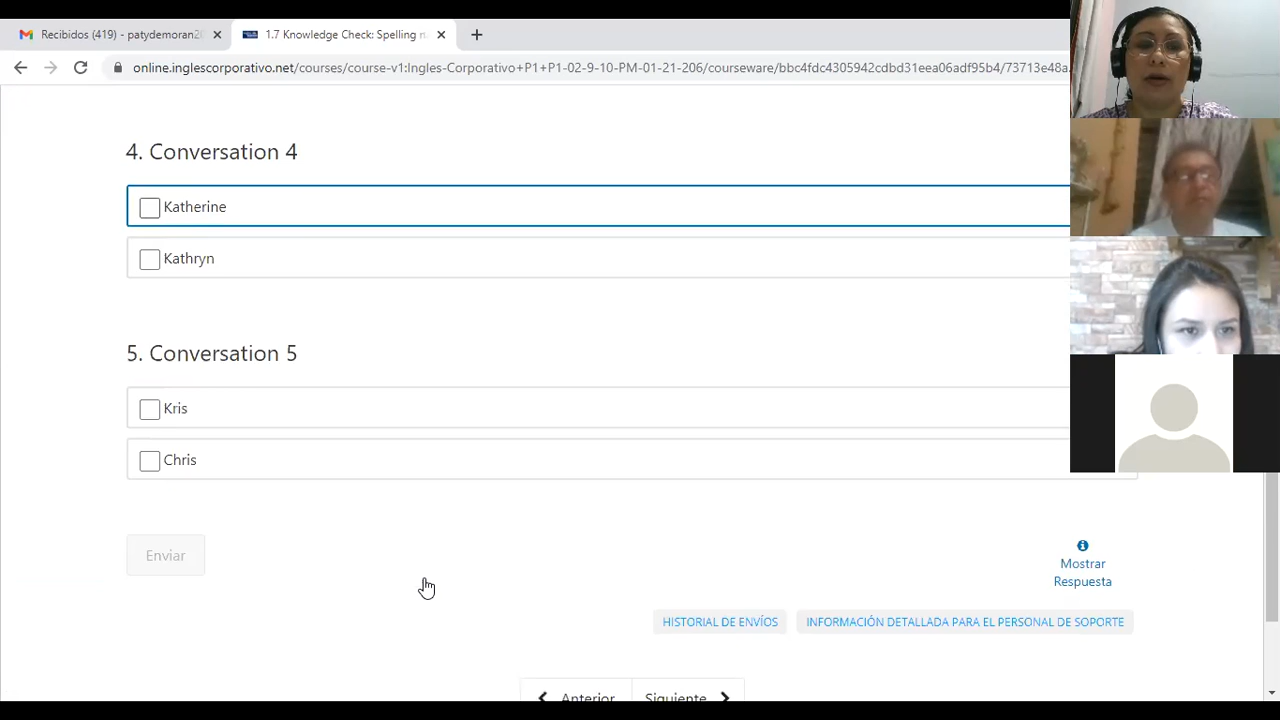 Recibidos (419) - patydemoran2
1.7 Knowledge Check: Spelling n
online.inglescorporativo.net/courses/course-v1:Ingles-Corporativo+P1+P1-02-9-10-PM-01-21-206/courseware/bbc4fdc4305942cdbd31eea06adf95b4/73713e48a
4. Conversation 4
Katherine
Kathryn
5. Conversation 5
Kris
Chris
Enviar
Mostrar
Respuesta
HISTORIAL DE ENVÍOS
INFORMACIÓN DETALLADA PARA EL PERSONAL DE SOPORTE
Anterior
Siguiente